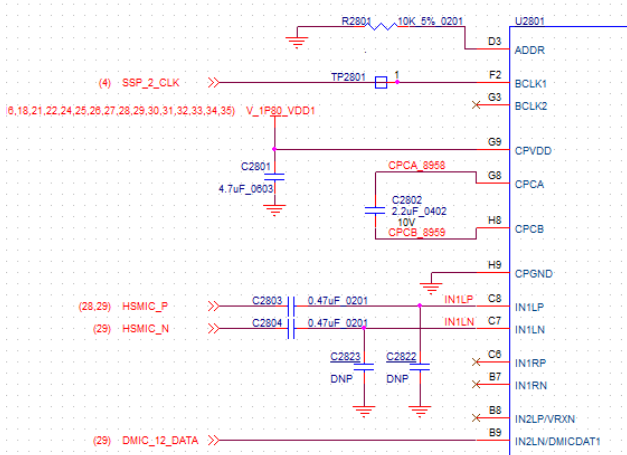 R2801 10K_5%_0201 U2801
D3 ADDR
(4) SSP_2_CLK TP2801 1 F2 BCLK1
G3 BCLK2
6,18,21,22,24,25,26,27,28,29,30,31,32,33,34,35) V_1P80_VDD1
G9 CPVDD
C2801
4.7uF_0603
CPCA_8958 G8 CPCA
C2802
2.2uF_0402
10V
CPCB_8959 H8 CPCB
H9 CPGND
(28,29) HSMIC_P C2803 0.47uF_0201 IN1LP C8 IN1LP
(29) HSMIC_N C2804 0.47uF_0201 IN1LN C7 IN1LN
C2823 C2822 C6 IN1RP
DNP DNP B7 IN1RN
B8 IN2LP/VRXN
(29) DMIC_12_DATA B9 IN2LN/DMICDAT1